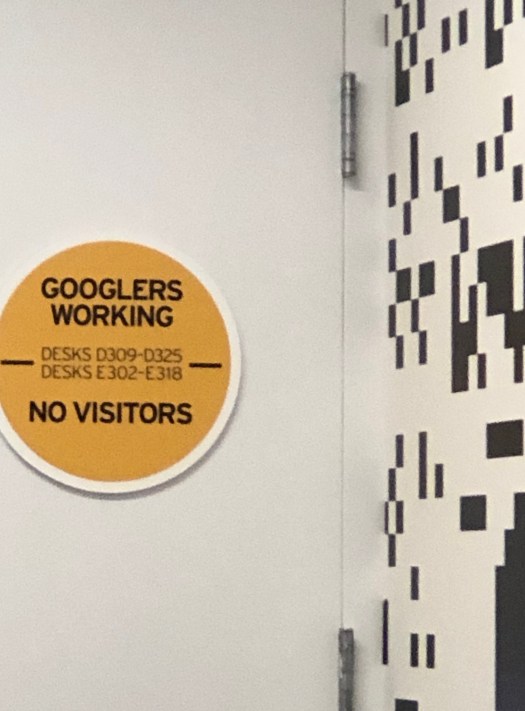 GOOGLERS
WORKING
DESKS D309-D325
DESKS E302-E318
NO VISITORS